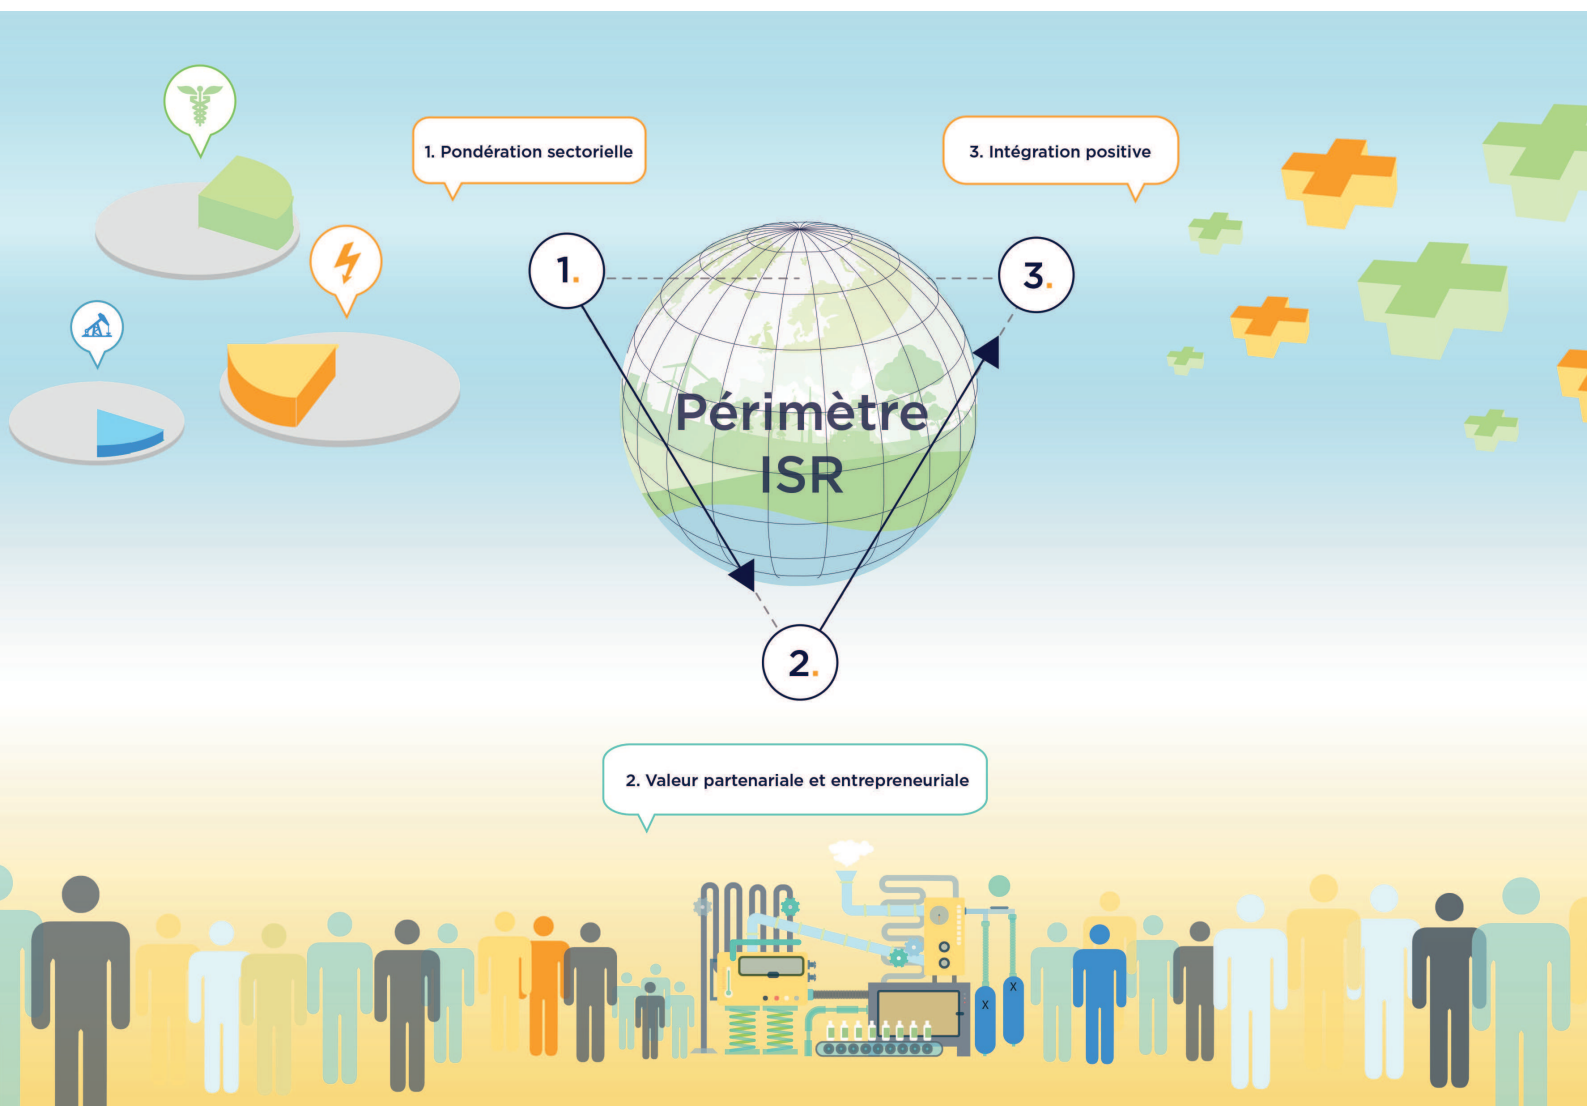 1. Pondération sectorielle
3. Intégration positive
1.
3.
Périmètre
ISR
2.
2. Valeur partenariale et entrepreneuriale
X
X